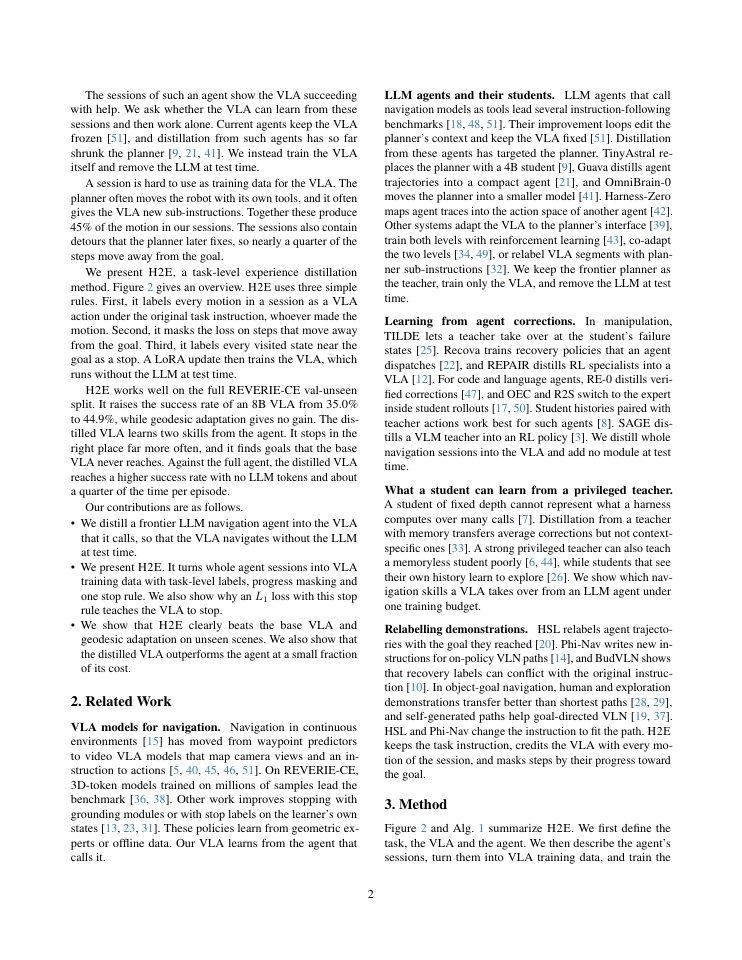 The sessions of such an agent show the VLA succeeding
with help. We ask whether the VLA can learn from these
sessions and then work alone. Current agents keep the VLA
frozen [51], and distillation from such agents has so far
shrunk the planner [9, 21, 41]. We instead train the VLA
itself and remove the LLM at test time.
A session is hard to use as training data for the VLA. The
planner often moves the robot with its own tools, and it often
gives the VLA new sub-instructions. Together these produce
45% of the motion in our sessions. The sessions also contain
detours that the planner later fixes, so nearly a quarter of the
steps move away from the goal.
We present H2E, a task-level experience distillation
method. Figure 2 gives an overview. H2E uses three simple
rules. First, it labels every motion in a session as a VLA
action under the original task instruction, whoever made the
motion. Second, it masks the loss on steps that move away
from the goal. Third, it labels every visited state near the
goal as a stop. A LoRA update then trains the VLA, which
runs without the LLM at test time.
H2E works well on the full REVERIE-CE val-unseen
split. It raises the success rate of an 8B VLA from 35.0%
to 44.9%, while geodesic adaptation gives no gain. The dis-
tilled VLA learns two skills from the agent. It stops in the
right place far more often, and it finds goals that the base
VLA never reaches. Against the full agent, the distilled VLA
reaches a higher success rate with no LLM tokens and about
a quarter of the time per episode.
Our contributions are as follows.
• We distill a frontier LLM navigation agent into the VLA
that it calls, so that the VLA navigates without the LLM
at test time.
• We present H2E. It turns whole agent sessions into VLA
training data with task-level labels, progress masking and
one stop rule. We also show why an L1 loss with this stop
rule teaches the VLA to stop.
• We show that H2E clearly beats the base VLA and
geodesic adaptation on unseen scenes. We also show that
the distilled VLA outperforms the agent at a small fraction
of its cost.
2. Related Work
VLA models for navigation. Navigation in continuous
environments [15] has moved from waypoint predictors
to video VLA models that map camera views and an in-
struction to actions [5, 40, 45, 46, 51]. On REVERIE-CE,
3D-token models trained on millions of samples lead the
benchmark [36, 38]. Other work improves stopping with
grounding modules or with stop labels on the learner's own
states [13, 23, 31]. These policies learn from geometric ex-
perts or offline data. Our VLA learns from the agent that
calls it.
LLM agents and their students. LLM agents that call
navigation models as tools lead several instruction-following
benchmarks [18, 48, 51]. Their improvement loops edit the
planner's context and keep the VLA fixed [51]. Distillation
from these agents has targeted the planner. TinyAstral re-
places the planner with a 4B student [9], Guava distills agent
trajectories into a compact agent [21], and OmniBrain-0
moves the planner into a smaller model [41]. Harness-Zero
maps agent traces into the action space of another agent [42].
Other systems adapt the VLA to the planner's interface [39],
train both levels with reinforcement learning [43], co-adapt
the two levels [34, 49], or relabel VLA segments with plan-
ner sub-instructions [32]. We keep the frontier planner as
the teacher, train only the VLA, and remove the LLM at test
time.
Learning from agent corrections. In manipulation,
TILDE lets a teacher take over at the student's failure
states [25]. Recova trains recovery policies that an agent
dispatches [22], and REPAIR distills RL specialists into a
VLA [12]. For code and language agents, RE-0 distills veri-
fied corrections [47], and OEC and R2S switch to the expert
inside student rollouts [17, 50]. Student histories paired with
teacher actions work best for such agents [8]. SAGE dis-
tills a VLM teacher into an RL policy [3]. We distill whole
navigation sessions into the VLA and add no module at test
time.
What a student can learn from a privileged teacher.
A student of fixed depth cannot represent what a harness
computes over many calls [7]. Distillation from a teacher
with memory transfers average corrections but not context-
specific ones [33]. A strong privileged teacher can also teach
a memoryless student poorly [6, 44], while students that see
their own history learn to explore [26]. We show which nav-
igation skills a VLA takes over from an LLM agent under
one training budget.
Relabelling demonstrations. HSL relabels agent trajecto-
ries with the goal they reached [20]. Phi-Nav writes new in-
structions for on-policy VLN paths [14], and BudVLN shows
that recovery labels can conflict with the original instruc-
tion [10]. In object-goal navigation, human and exploration
demonstrations transfer better than shortest paths [28, 29],
and self-generated paths help goal-directed VLN [19, 37].
HSL and Phi-Nav change the instruction to fit the path. H2E
keeps the task instruction, credits the VLA with every mo-
tion of the session, and masks steps by their progress toward
the goal.
3. Method
Figure 2 and Alg. 1 summarize H2E. We first define the
task, the VLA and the agent. We then describe the agent's
sessions, turn them into VLA training data, and train the
2